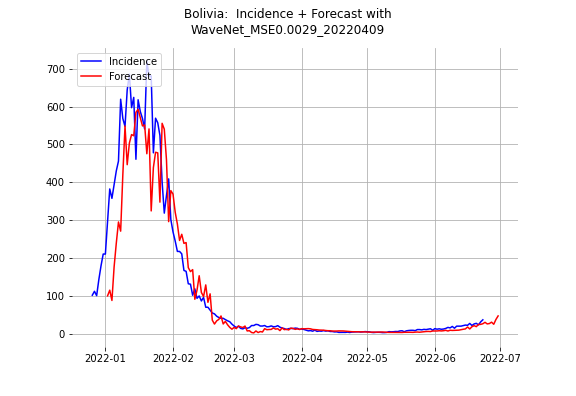 Bolivia:  Incidence + Forecast with
WaveNet_MSE0.0029_20220409
Incidence
Forecast
700
600
500
400
300
200
100
0
2022-01 2022-02 2022-03 2022-04 2022-05 2022-06 2022-07